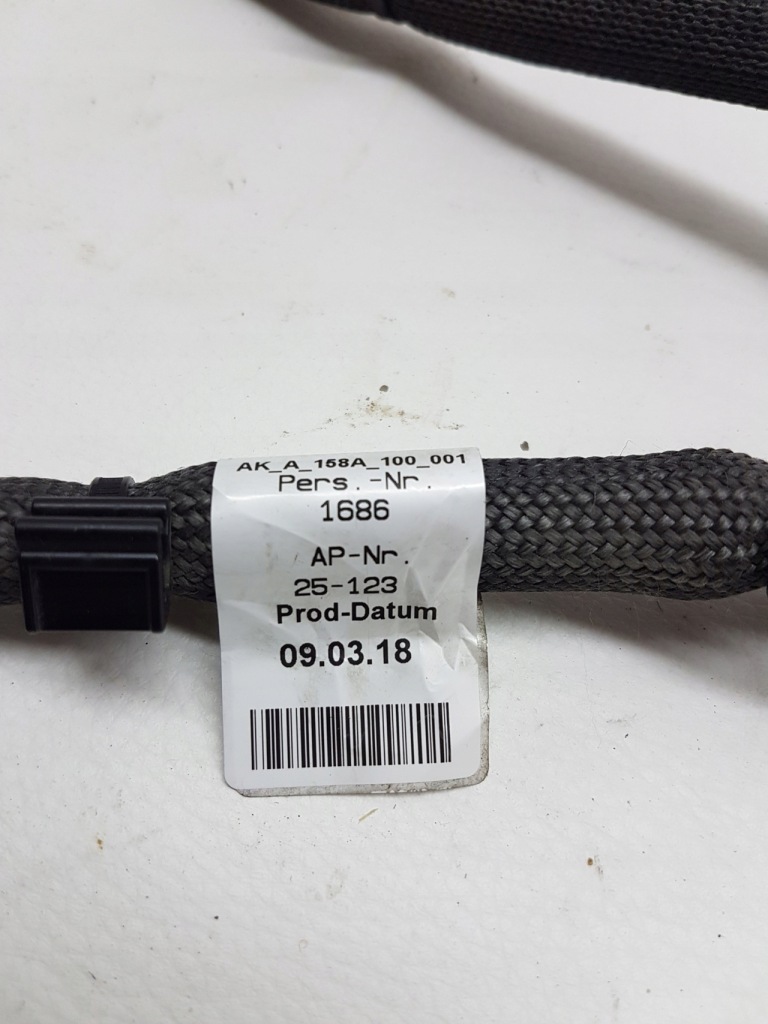 AK_A_158A_100_001
Pers.-Nr.
1686
AP-Nr.
25-123
Prod-Datum
09.03.18